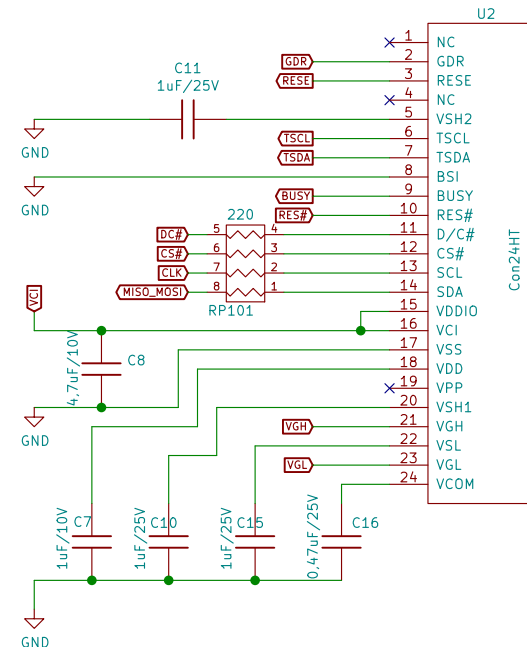 U2
1 NC
GDR 2 GDR
RESE 3 RESE
4 NC
C11
1uF/25V
5 VSH2
GND
TSCL 6 TSCL
TSDA 7 TSDA
8 BSI
GND
BUSY 9 BUSY
RES# 10 RES#
220
DC# 5 4 11 D/C#
CS# 6 3 12 CS#
CLK 7 2 13 SCL
MISO_MOSI 8 1 14 SDA
RP101
Con24HT
VCI
15 VDDIO
16 VCI
17 VSS
C8
4,7uF/10V
18 VDD
19 VPP
20 VSH1
GND
VGH 21 VGH
22 VSL
VGL 23 VGL
24 VCOM
C7
1uF/10V
C10
1uF/25V
C15
1uF/25V
C16
0,47uF/25V
GND